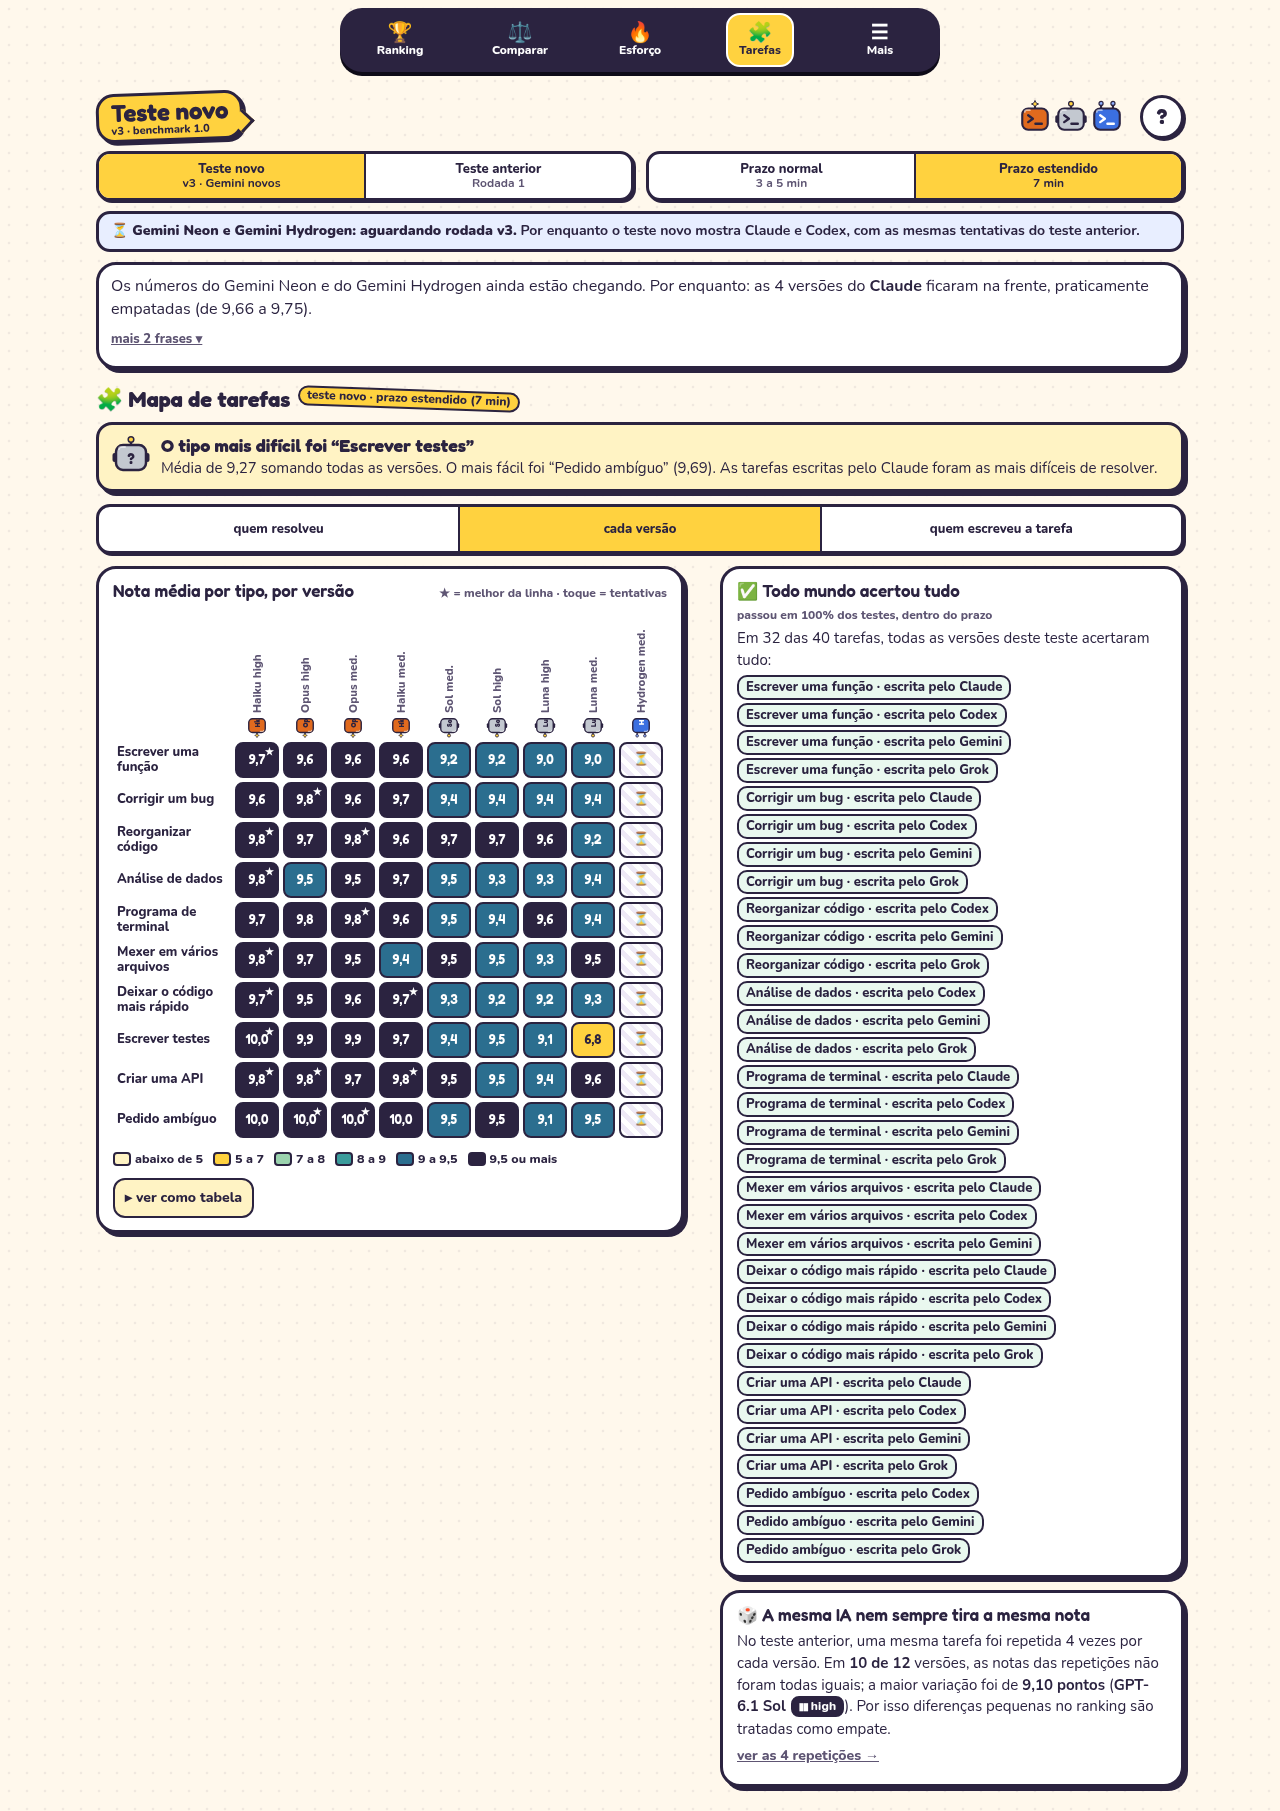 🏆 ⚖️ 🔥 🧩 ☰
Ranking Comparar Esforço Tarefas Mais
Teste novo
v3 · benchmark 1.0
?
Teste novo
v3 · Gemini novos
Teste anterior
Rodada 1
Prazo normal
3 a 5 min
Prazo estendido
7 min
⏳ Gemini Neon e Gemini Hydrogen: aguardando rodada v3. Por enquanto o teste novo mostra Claude e Codex, com as mesmas tentativas do teste anterior.
Os números do Gemini Neon e do Gemini Hydrogen ainda estão chegando. Por enquanto: as 4 versões do Claude ficaram na frente, praticamente
empatadas (de 9,66 a 9,75).
mais 2 frases ▾
🧩 Mapa de tarefas teste novo · prazo estendido (7 min)
O tipo mais difícil foi “Escrever testes”
Média de 9,27 somando todas as versões. O mais fácil foi “Pedido ambíguo” (9,69). As tarefas escritas pelo Claude foram as mais difíceis de resolver.
quem resolveu cada versão quem escreveu a tarefa
Nota média por tipo, por versão ★ = melhor da linha · toque = tentativas
Haiku high
Opus high
Opus med.
Haiku med.
Sol med.
Sol high
Luna high
Luna med.
Hydrogen med.
Escrever uma
função
9,7★ 9,6 9,6 9,6 9,2 9,2 9,0 9,0 ⏳
Corrigir um bug 9,6 9,8★ 9,6 9,7 9,4 9,4 9,4 9,4 ⏳
Reorganizar
código
9,8★ 9,7 9,8★ 9,6 9,7 9,7 9,6 9,2 ⏳
Análise de dados 9,8★ 9,5 9,5 9,7 9,5 9,3 9,3 9,4 ⏳
Programa de
terminal
9,7 9,8 9,8★ 9,6 9,5 9,4 9,6 9,4 ⏳
Mexer em vários
arquivos
9,8★ 9,7 9,5 9,4 9,5 9,5 9,3 9,5 ⏳
Deixar o código
mais rápido
9,7★ 9,5 9,6 9,7★ 9,3 9,2 9,2 9,3 ⏳
Escrever testes 10,0★ 9,9 9,9 9,7 9,4 9,5 9,1 6,8 ⏳
Criar uma API 9,8★ 9,8★ 9,7 9,8★ 9,5 9,5 9,4 9,6 ⏳
Pedido ambíguo 10,0 10,0★ 10,0★ 10,0 9,5 9,5 9,1 9,5 ⏳
abaixo de 5 5 a 7 7 a 8 8 a 9 9 a 9,5 9,5 ou mais
▸ ver como tabela
✅ Todo mundo acertou tudo
passou em 100% dos testes, dentro do prazo
Em 32 das 40 tarefas, todas as versões deste teste acertaram
tudo:
Escrever uma função · escrita pelo Claude
Escrever uma função · escrita pelo Codex
Escrever uma função · escrita pelo Gemini
Escrever uma função · escrita pelo Grok
Corrigir um bug · escrita pelo Claude
Corrigir um bug · escrita pelo Codex
Corrigir um bug · escrita pelo Gemini
Corrigir um bug · escrita pelo Grok
Reorganizar código · escrita pelo Codex
Reorganizar código · escrita pelo Gemini
Reorganizar código · escrita pelo Grok
Análise de dados · escrita pelo Codex
Análise de dados · escrita pelo Gemini
Análise de dados · escrita pelo Grok
Programa de terminal · escrita pelo Claude
Programa de terminal · escrita pelo Codex
Programa de terminal · escrita pelo Gemini
Programa de terminal · escrita pelo Grok
Mexer em vários arquivos · escrita pelo Claude
Mexer em vários arquivos · escrita pelo Codex
Mexer em vários arquivos · escrita pelo Gemini
Deixar o código mais rápido · escrita pelo Claude
Deixar o código mais rápido · escrita pelo Codex
Deixar o código mais rápido · escrita pelo Gemini
Deixar o código mais rápido · escrita pelo Grok
Criar uma API · escrita pelo Claude
Criar uma API · escrita pelo Codex
Criar uma API · escrita pelo Gemini
Criar uma API · escrita pelo Grok
Pedido ambíguo · escrita pelo Codex
Pedido ambíguo · escrita pelo Gemini
Pedido ambíguo · escrita pelo Grok
🎲 A mesma IA nem sempre tira a mesma nota
No teste anterior, uma mesma tarefa foi repetida 4 vezes por
cada versão. Em 10 de 12 versões, as notas das repetições não
foram todas iguais; a maior variação foi de 9,10 pontos (GPT-
6.1 Sol high). Por isso diferenças pequenas no ranking são
tratadas como empate.
ver as 4 repetições →